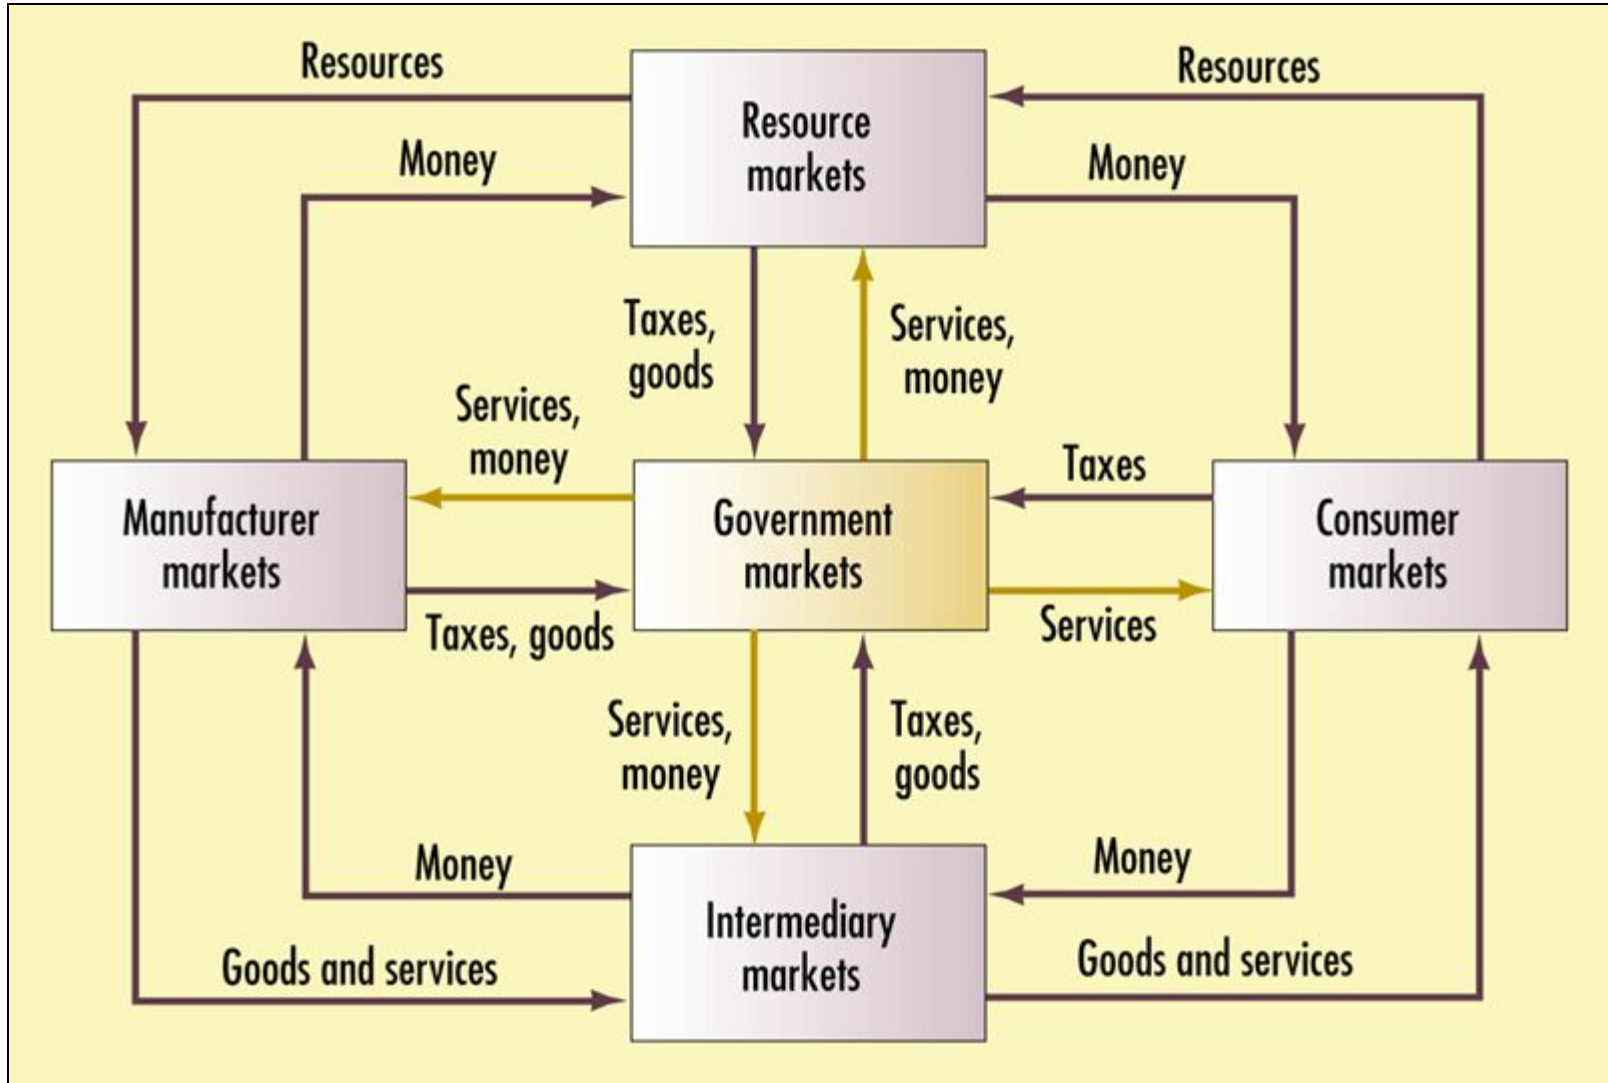 Resources
Resources
Resource
markets
Money
Money
Taxes,
goods
Services,
money
Services,
money
Taxes
Manufacturer
markets
Government
markets
Consumer
markets
Taxes, goods
Services
Services,
money
Taxes,
goods
Money
Money
Intermediary
markets
Goods and services
Goods and services